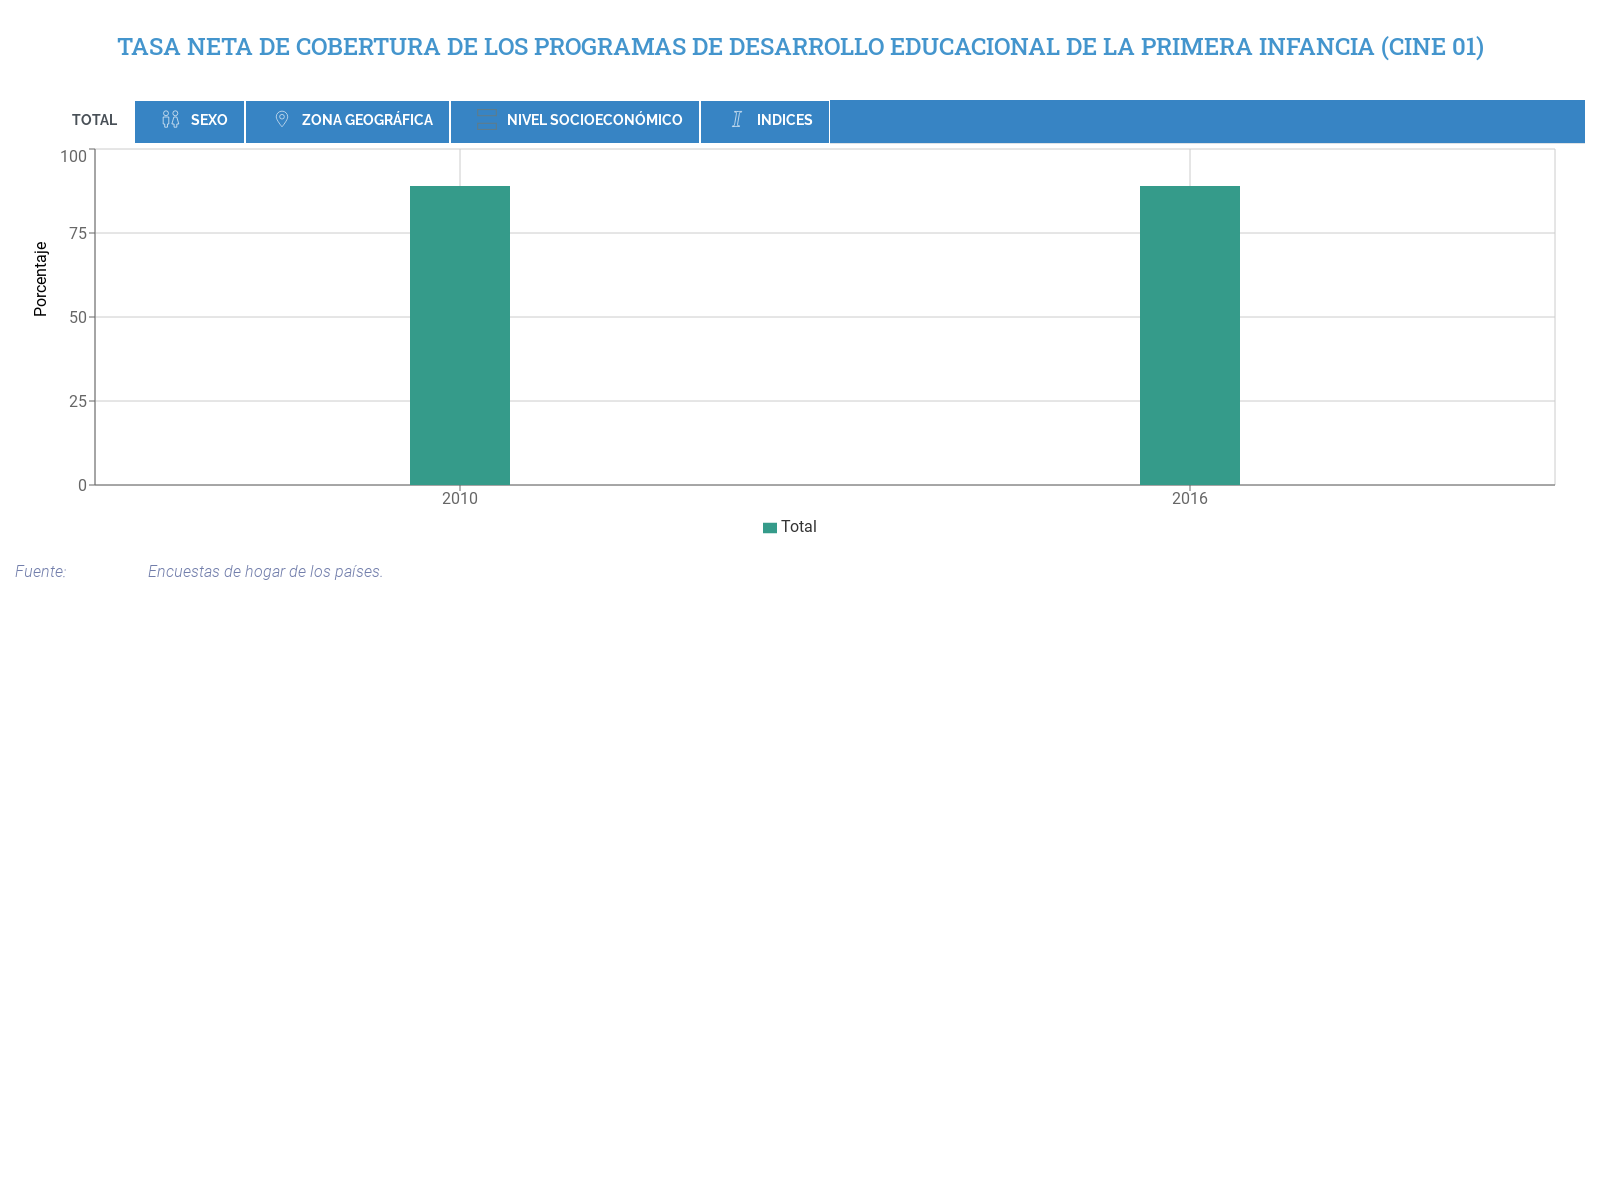 TASA NETA DE COBERTURA DE LOS PROGRAMAS DE DESARROLLO EDUCACIONAL DE LA PRIMERA INFANCIA (CINE 01)
TOTAL SEXO ZONA GEOGRÁFICA NIVEL SOCIOECONÓMICO INDICES
100
75
50
25
0
Porcentaje
2010 2016
Total
Fuente: Encuestas de hogar de los países.